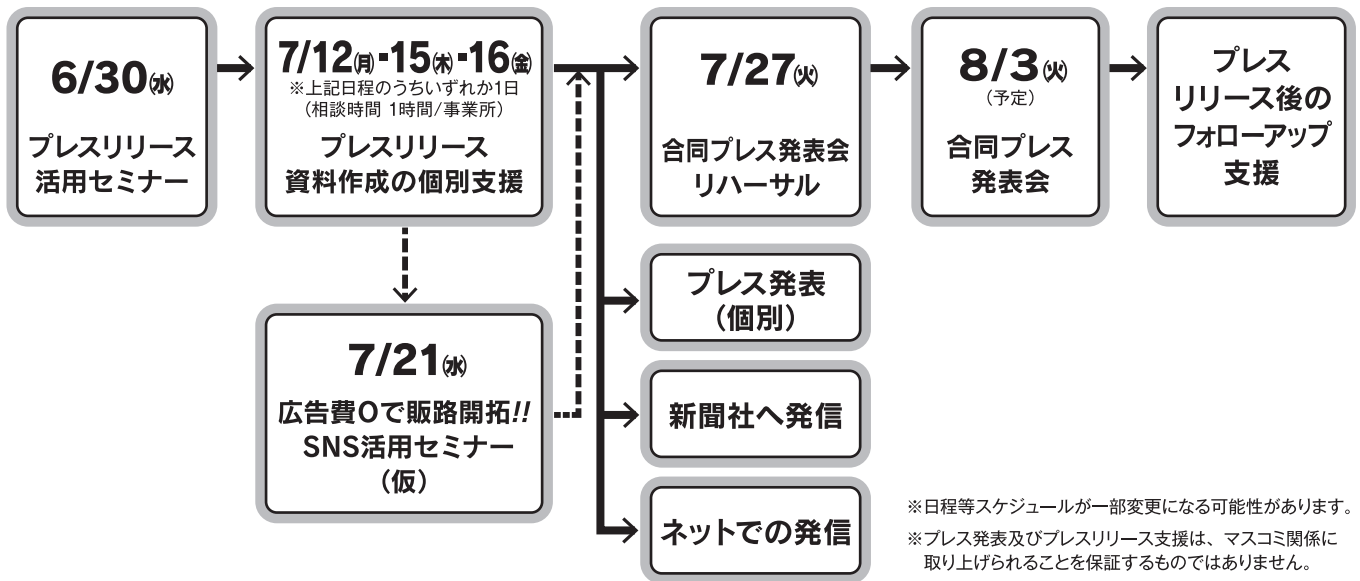 6/30㈬
プレスリリース
活用セミナー
7/12㈪-15㈭-16㈮
※上記日程のうちいずれか1日
(相談時間 1時間/事業所)
プレスリリース
資料作成の個別支援
7/21㈬
広告費0で販路開拓!!
SNS活用セミナー
(仮)
7/27㈫
合同プレス発表会
リハーサル
プレス発表
(個別)
新聞社へ発信
ネットでの発信
8/3㈫
(予定)
合同プレス
発表会
プレス
リリース後の
フォローアップ
支援
※日程等スケジュールが一部変更になる可能性があります。
※プレス発表及びプレスリリース支援は、マスコミ関係に
取り上げられることを保証するものではありません。